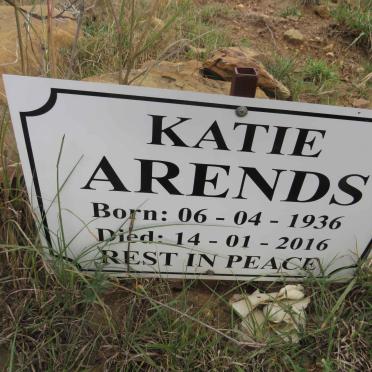 KATIE
ARENDS
Born: 06 - 04 - 1936
Died: 14 - 01 - 2016
REST IN PEACE